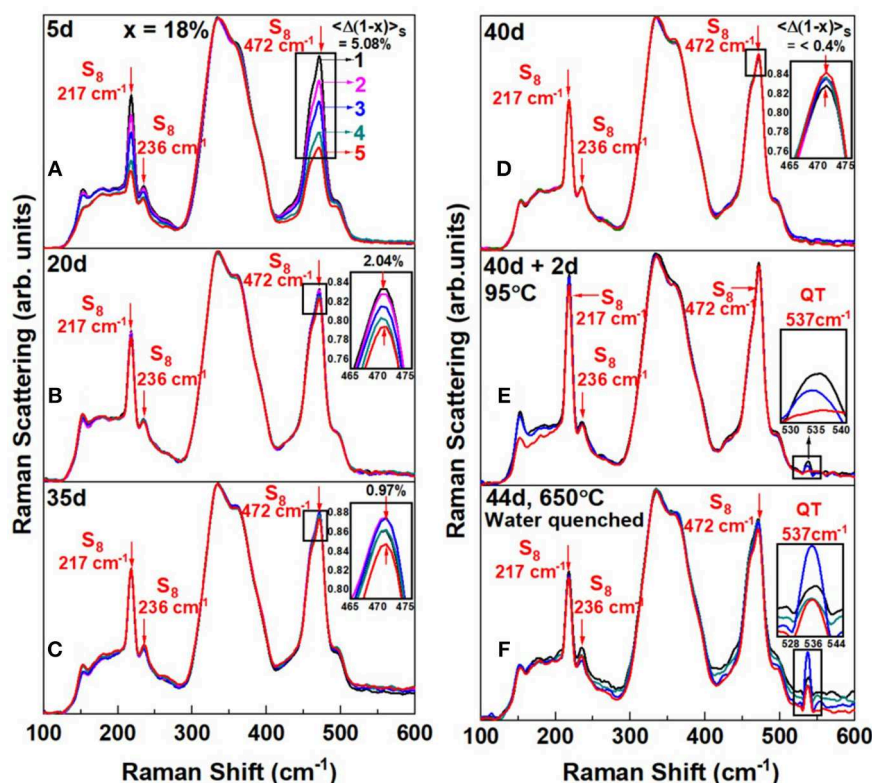 5d
x = 18%
<Δ(1-x)>s
= 5.08%
S8
472 cm-1
S8
217 cm-1
S8
236 cm-1
1
2
3
4
5
A
20d
2.04%
S8
472 cm-1
S8
217 cm-1
S8
236 cm-1
0.84
0.82
0.80
0.78
0.76
465 470 475
B
35d
0.97%
S8
472 cm-1
S8
217 cm-1
S8
236 cm-1
0.88
0.86
0.84
0.82
0.80
465 470 475
C
100 200 300 400 500 600
Raman Shift (cm-1)
Raman Scattering (arb. units)
40d
<Δ(1-x)>s
= < 0.4%
S8
472 cm-1
S8
217 cm-1
S8
236 cm-1
0.84
0.82
0.80
0.78
0.76
465 470 475
D
40d + 2d
95°C
S8
217 cm-1
S8
472 cm-1
S8
236 cm-1
QT
537cm-1
530 535 540
E
44d, 650°C
Water quenched
S8
472 cm-1
S8
217 cm-1
S8
236 cm-1
QT
537cm-1
528 536 544
F
100 200 300 400 500 600
Raman Shift (cm-1)
Raman Scattering (arb.units)